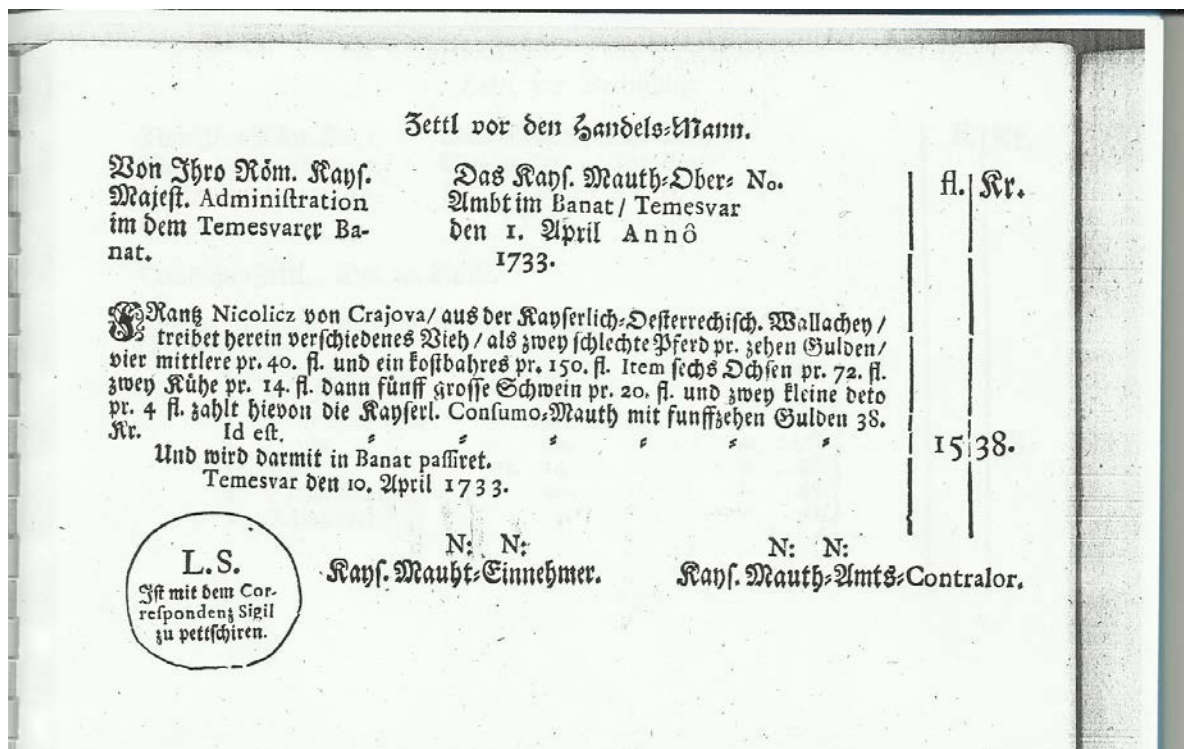 Zettl vor den Handels-Mann.
Von Ihro Röm. Kays.
Majest. Administration
im dem Temesvarer Ba-
nat.
Das Kays. Mauth-Ober- No.
Ambt im Banat / Temesvar
den 1. April Annô
1733.
fl. Kr.
FRantz Nicolicz von Crajova / aus der Kayserlich-Oesterrechisch. Wallachey /
treibet herein verschiedenes Vieh / als zwey schlechte Pferd pr. zehen Gulden /
vier mittlere pr. 40. fl. und ein kostbahres pr. 150. fl. Item sechs Ochsen pr. 72. fl.
zwey Kühe pr. 14. fl. dann fünff grosse Schwein pr. 20. fl. und zwey kleine deto
pr. 4 fl. zahlt hievon die Kayserl. Consumo-Mauth mit funffzehen Gulden 38.
Kr. Id est. 15 38.
Und wird darmit in Banat passiret.
Temesvar den 10. April 1733.
L. S.
Ist mit dem Cor-
respondentz Sigil
zu pettschiren.
N: N:
Kays. Mauht-Einnehmer.
N: N:
Kays. Mauth-Amts-Contralor.